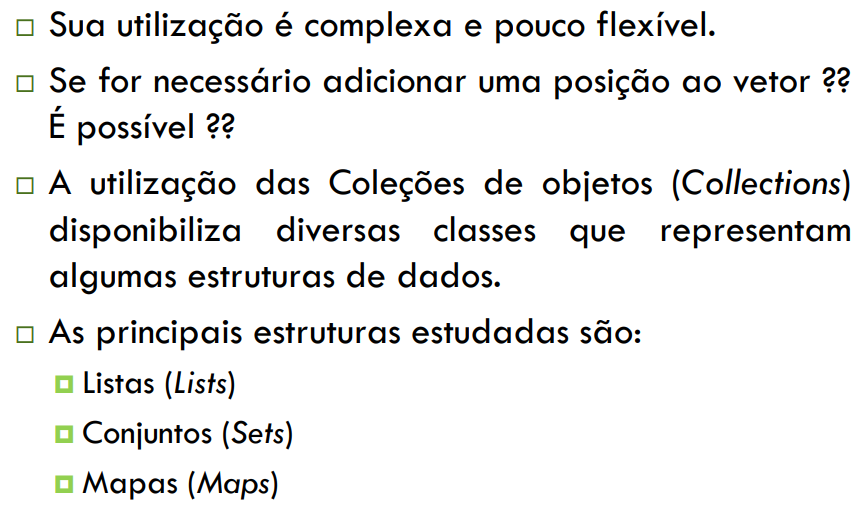 Sua utilização é complexa e pouco flexível.
Se for necessário adicionar uma posição ao vetor ??
É possível ??
A utilização das Coleções de objetos (Collections)
disponibiliza diversas classes que representam
algumas estruturas de dados.
As principais estruturas estudadas são:
Listas (Lists)
Conjuntos (Sets)
Mapas (Maps)